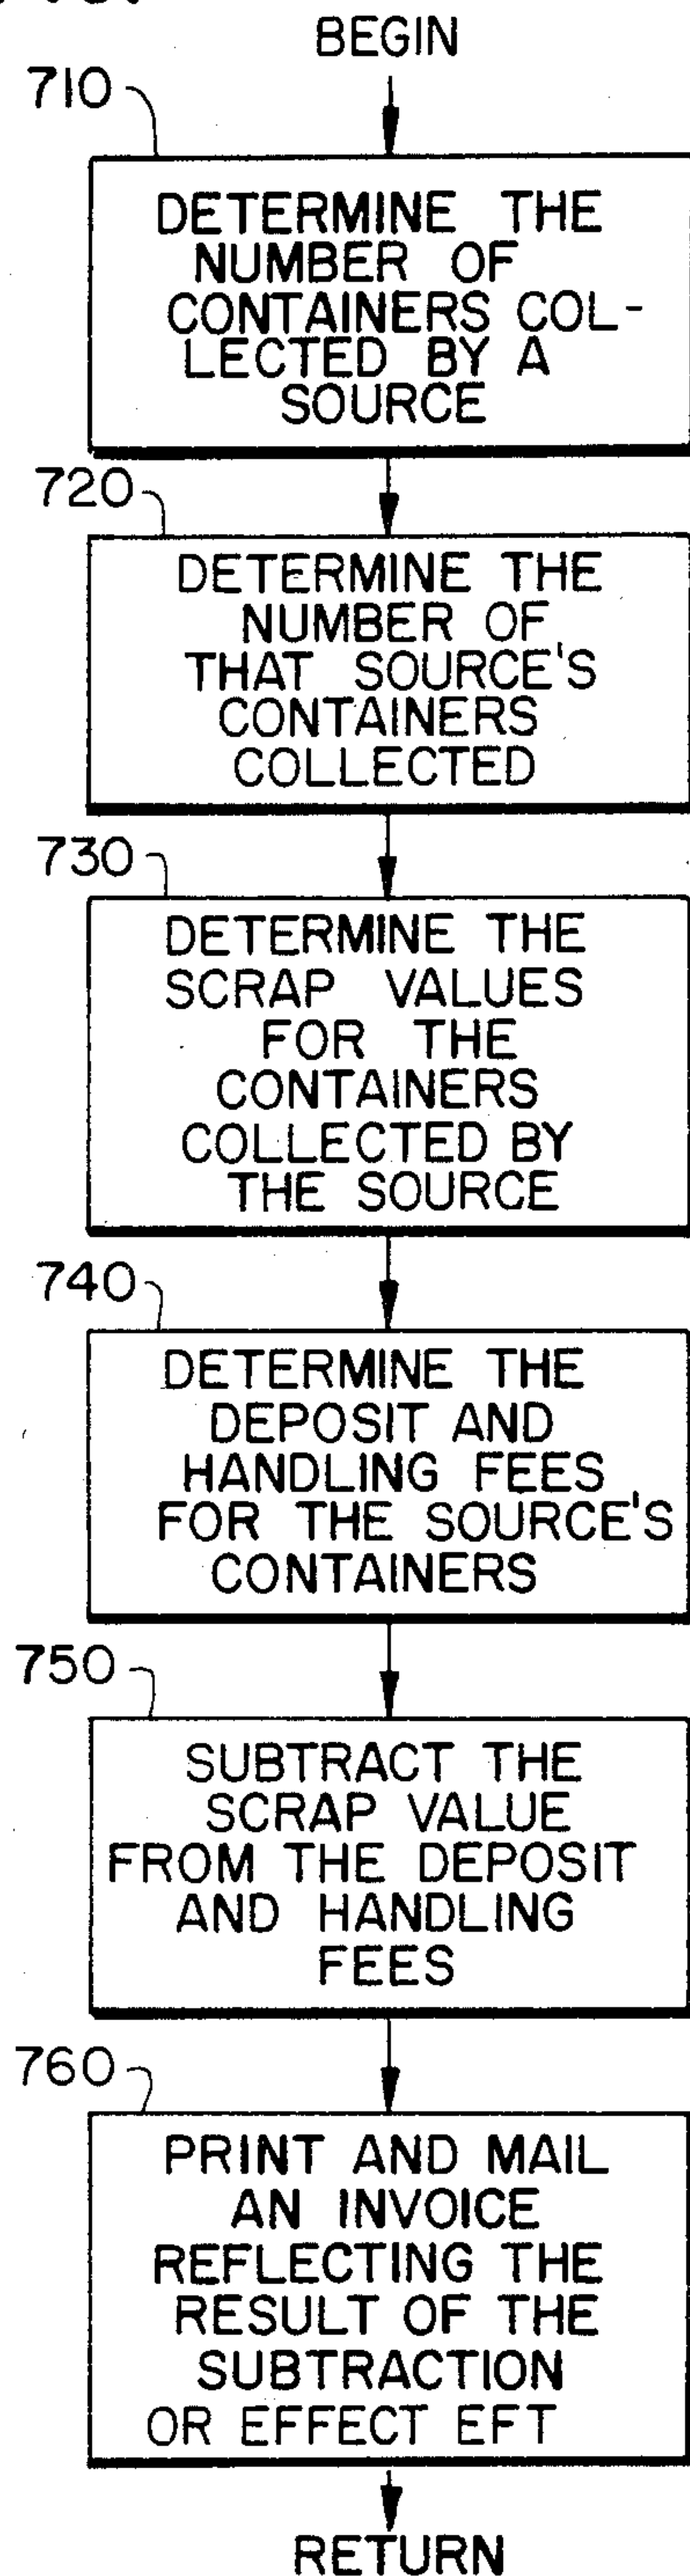 BEGIN
710
DETERMINE THE
NUMBER OF
CONTAINERS COL-
LECTED BY A
SOURCE
720
DETERMINE THE
NUMBER OF
THAT SOURCE'S
CONTAINERS
COLLECTED
730
DETERMINE THE
SCRAP VALUES
FOR THE
CONTAINERS
COLLECTED BY
THE SOURCE
740
DETERMINE THE
DEPOSIT AND
HANDLING FEES
FOR THE SOURCE'S
CONTAINERS
750
SUBTRACT THE
SCRAP VALUE
FROM THE DEPOSIT
AND HANDLING
FEES
760
PRINT AND MAIL
AN INVOICE
REFLECTING THE
RESULT OF THE
SUBTRACTION
OR EFFECT EFT
RETURN